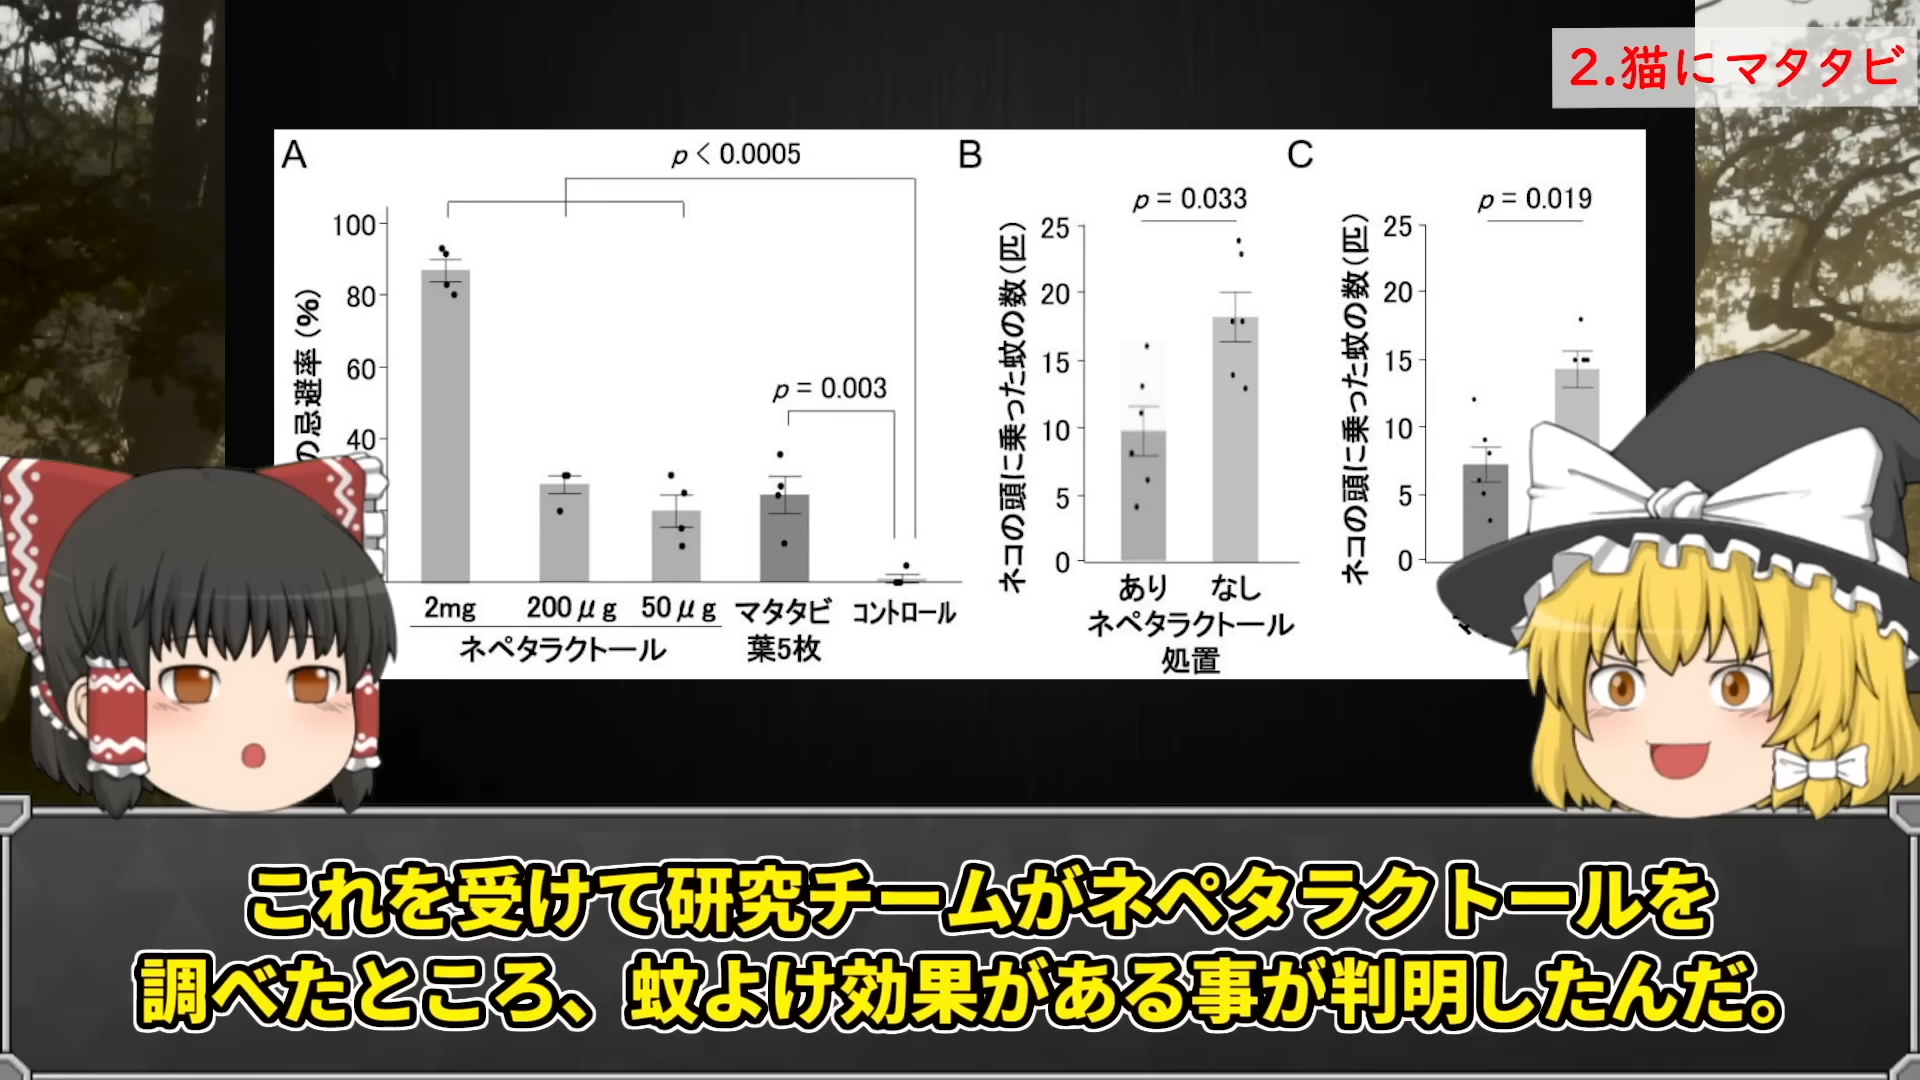 2.猫にマタタビ
A
p < 0.0005
100
80
60
40
の忌避率(%)
p = 0.003
2mg
200μg
50μg
マタタビ
葉5枚
コントロール
ネペタラクトール
B
p = 0.033
ネコの頭に乗った蚊の数(匹)
25
20
15
10
5
0
あり
なし
ネペタラクトール
処置
C
p = 0.019
ネコの頭に乗った蚊の数(匹)
25
20
15
10
5
0
これを受けて研究チームがネペタラクトールを
調べたところ、蚊よけ効果がある事が判明したんだ。